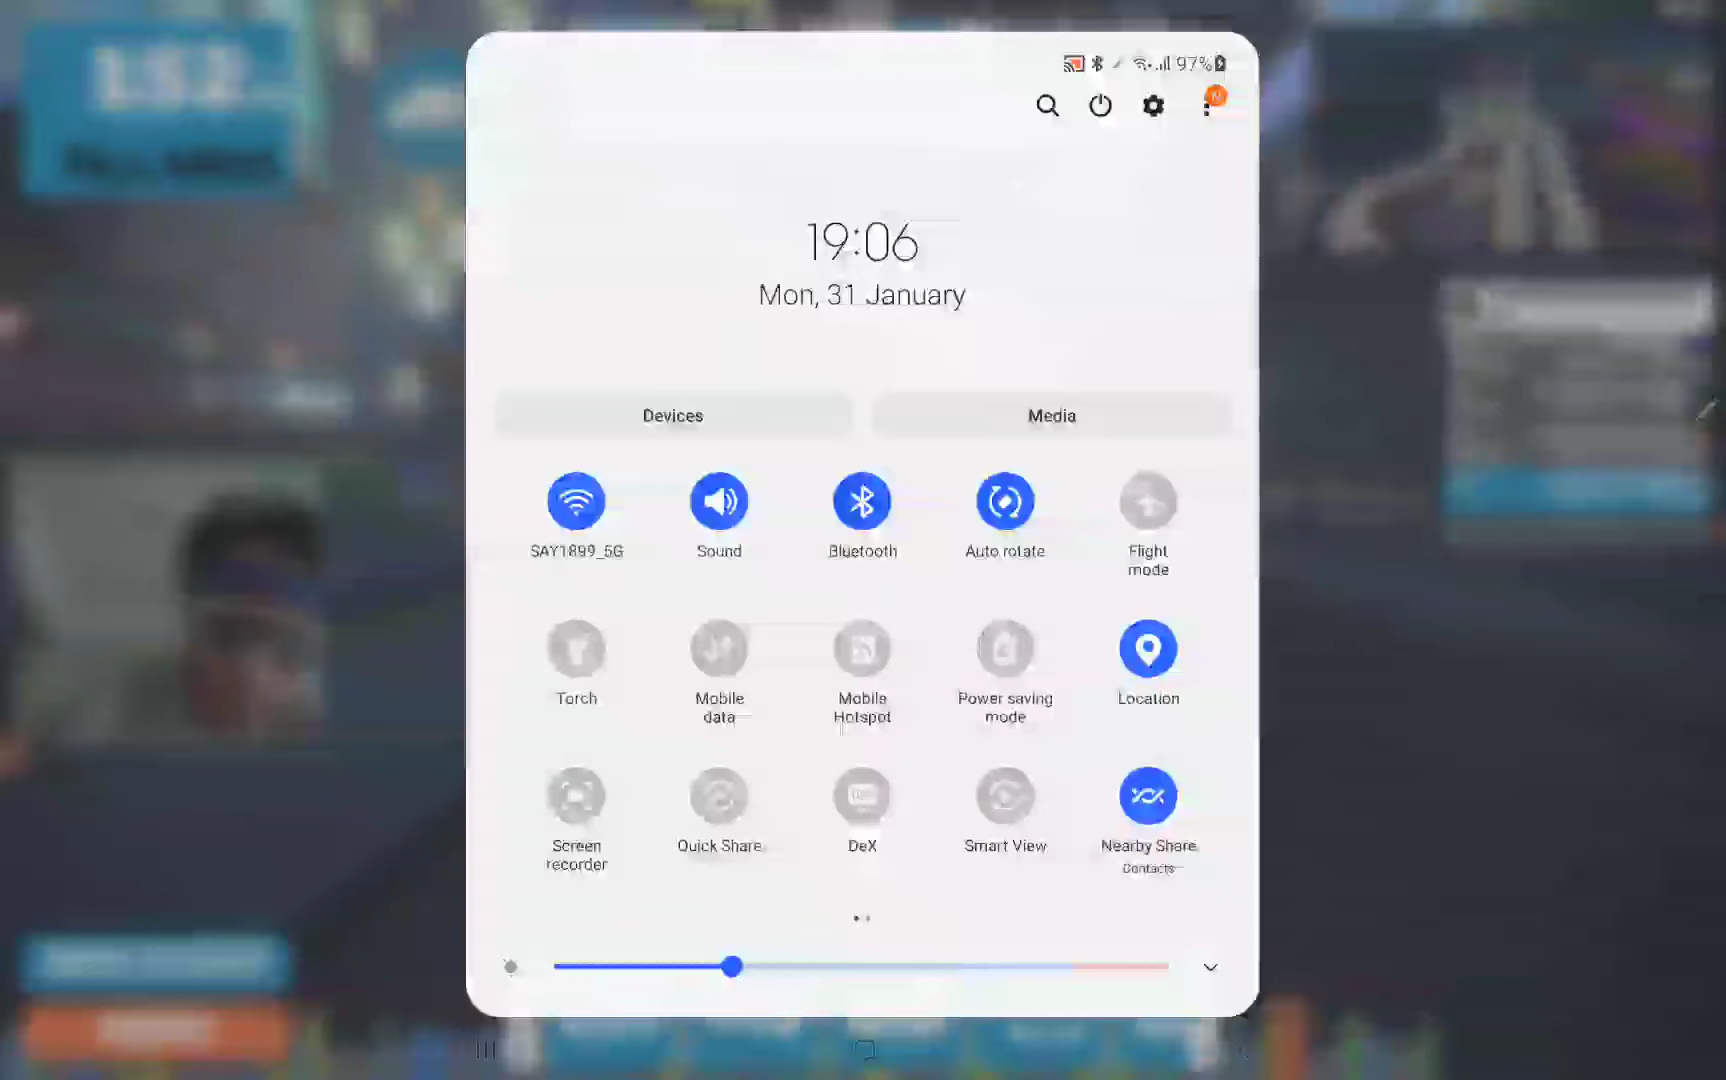 152
97%
N
19:06
Mon, 31 January
Devices
Media
SAY1899_5G
Sound
Bluetooth
Auto rotate
Flight
mode
Torch
Mobile
data
Mobile
Hotspot
Power saving
mode
Location
Screen
recorder
Quick Share
DeX
Smart View
Nearby Share
Contacts